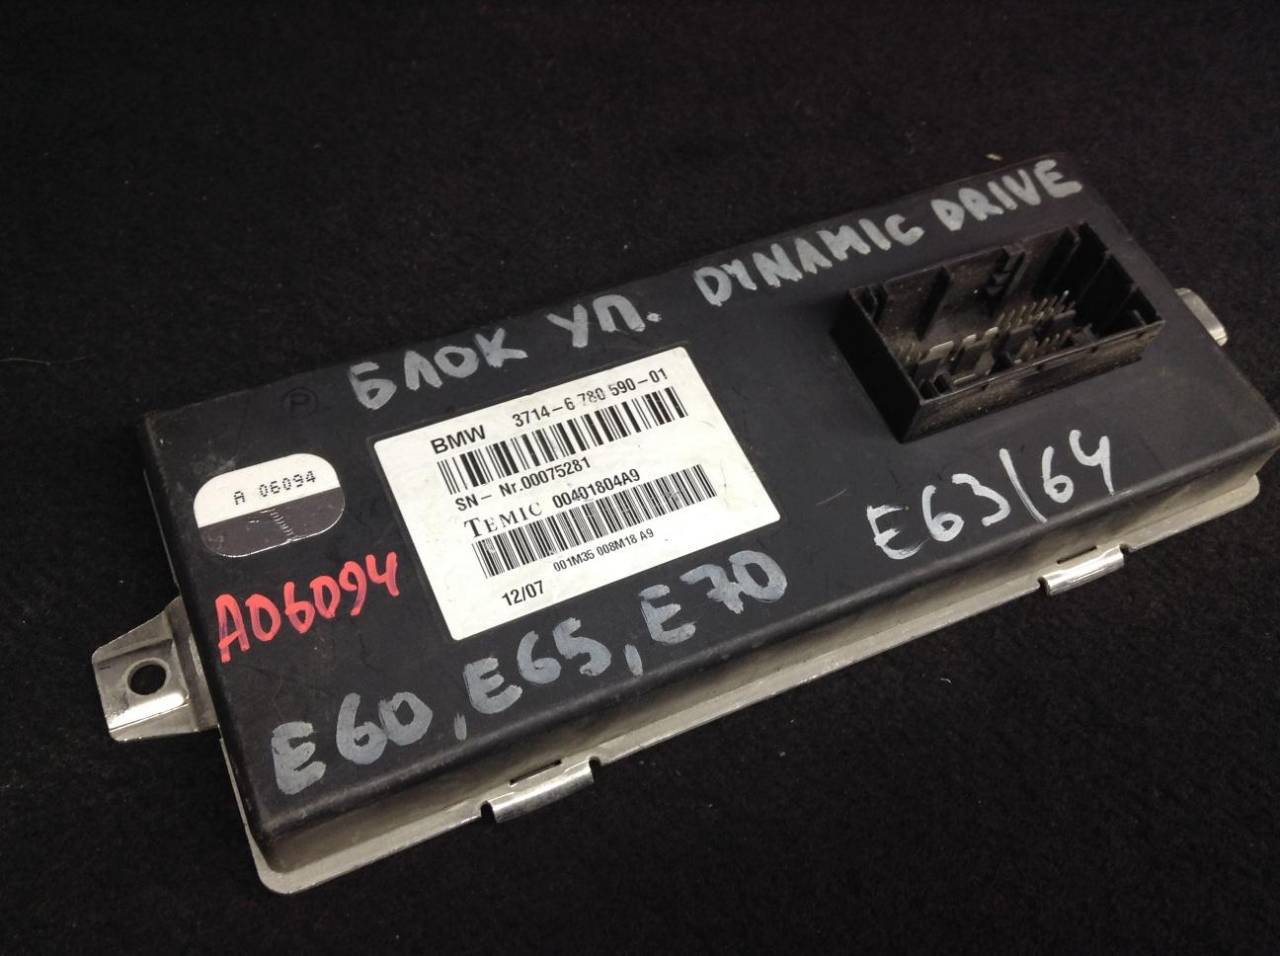 БЛОК УП. DYNAMIC DRIVE
P
BMW 3714-6 780 590-01
SN-Nr.00075281
TEMIC 00401804A9
001M35 008M18 A9
12/07
A 06094
A06094
E63/64
E60, E65, E70